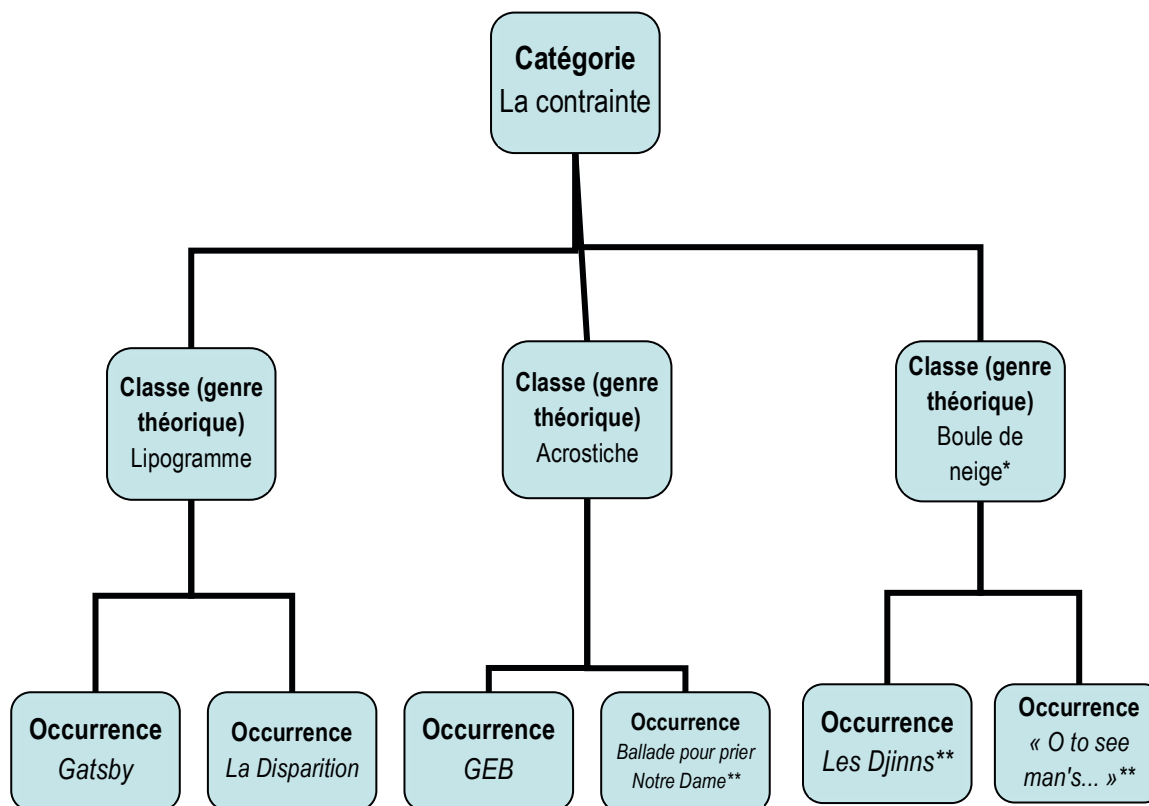 Catégorie
La contrainte
Classe (genre
théorique)
Lipogramme
Classe (genre
théorique)
Acrostiche
Classe (genre
théorique)
Boule de
neige*
Occurrence
Gatsby
Occurrence
La Disparition
Occurrence
GEB
Occurrence
Ballade pour prier
Notre Dame**
Occurrence
Les Djinns**
Occurrence
« O to see
man's... »**